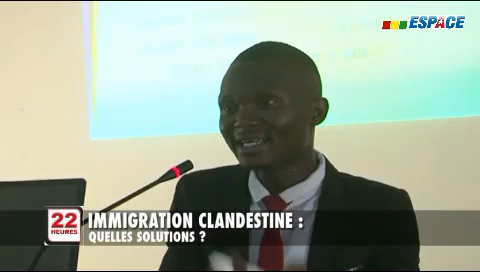 ESPACE
22
HEURES
IMMIGRATION CLANDESTINE :
QUELLES SOLUTIONS ?